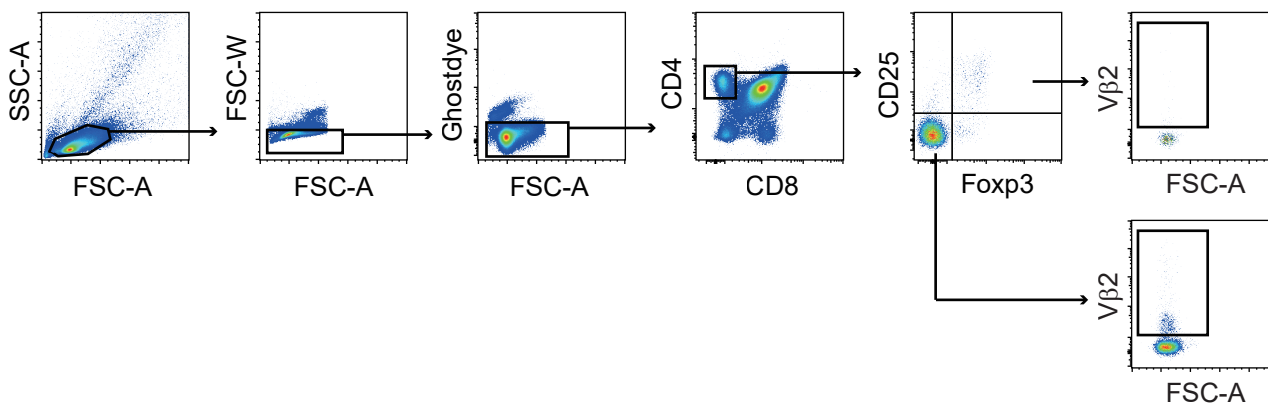 SSC-A
FSC-A
FSC-W
FSC-A
Ghostdye
FSC-A
CD4
CD8
CD25
Foxp3
Vβ2
FSC-A
Vβ2
FSC-A